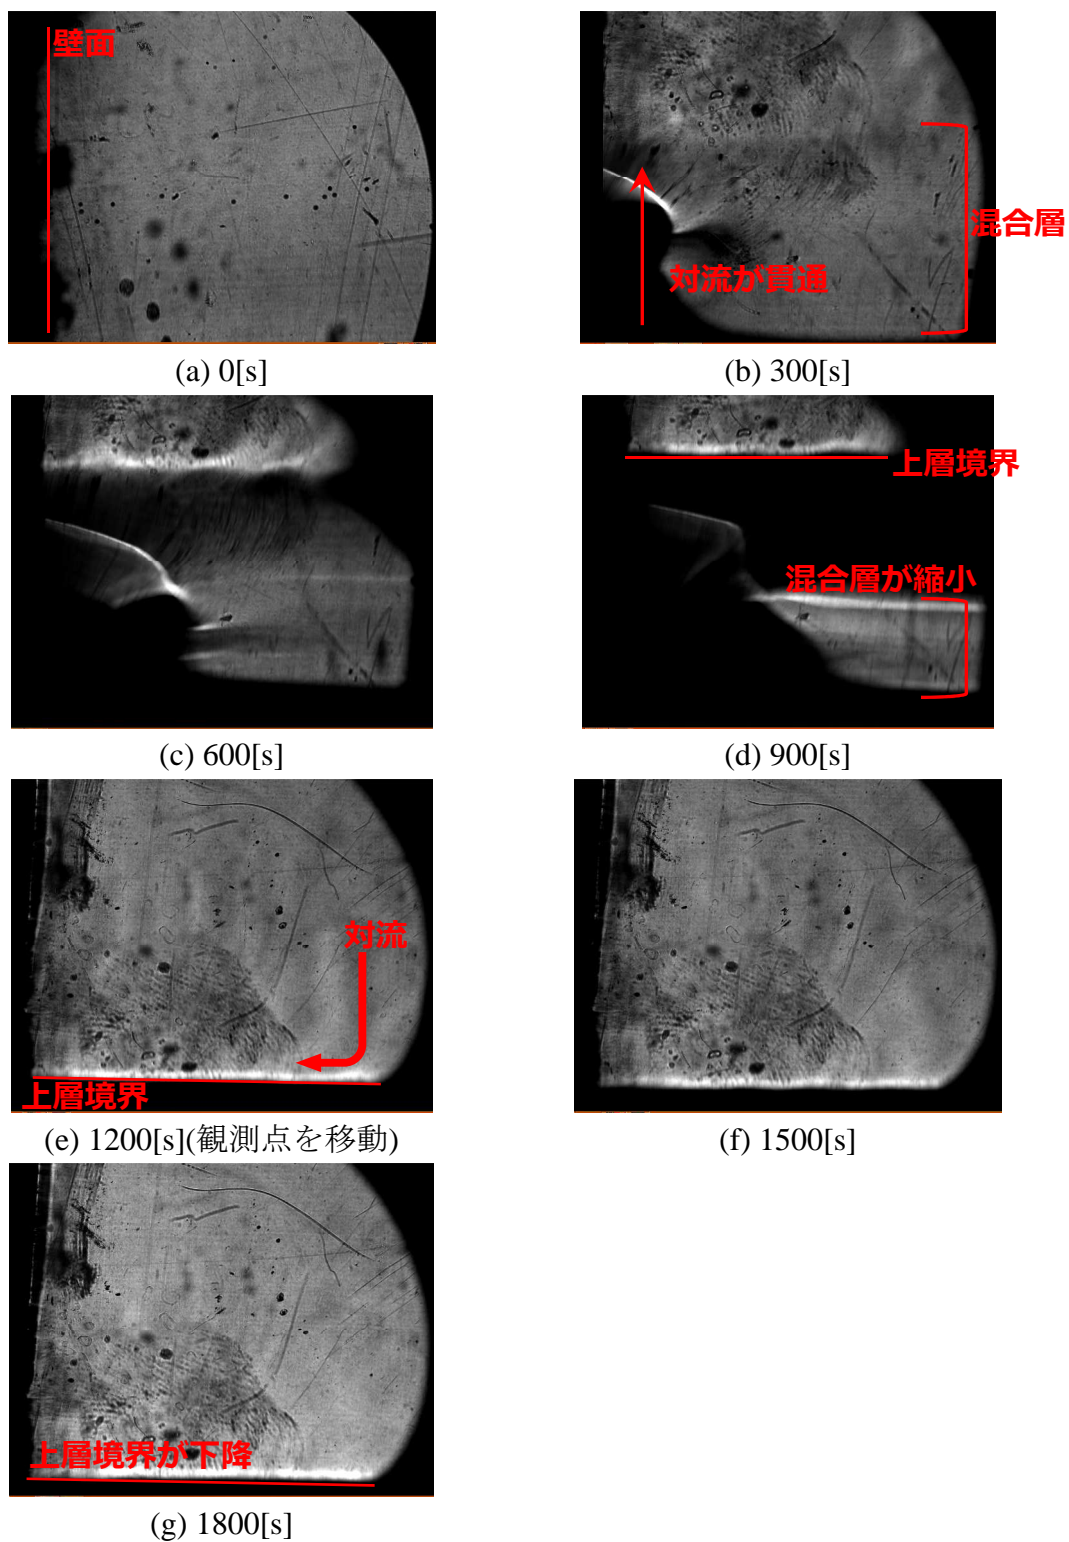 壁面
混合層
対流が貫通
(a) 0[s]
(b) 300[s]
上層境界
混合層が縮小
(c) 600[s]
(d) 900[s]
対流
上層境界
(e) 1200[s](観測点を移動)
(f) 1500[s]
上層境界が下降
(g) 1800[s]